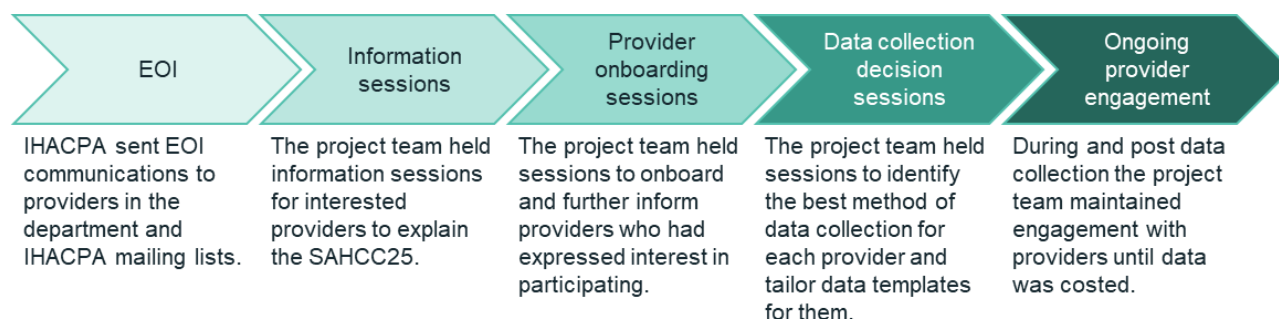 EOI
Information
sessions
Provider
onboarding
sessions
Data collection
decision
sessions
Ongoing
provider
engagement
IHACPA sent EOI
communications to
providers in the
department and
IHACPA mailing lists.
The project team held
information sessions
for interested
providers to explain
the SAHCC25.
The project team held
sessions to onboard
and further inform
providers who had
expressed interest in
participating.
The project team held
sessions to identify
the best method of
data collection for
each provider and
tailor data templates
for them.
During and post data
collection the project
team maintained
engagement with
providers until data
was costed.